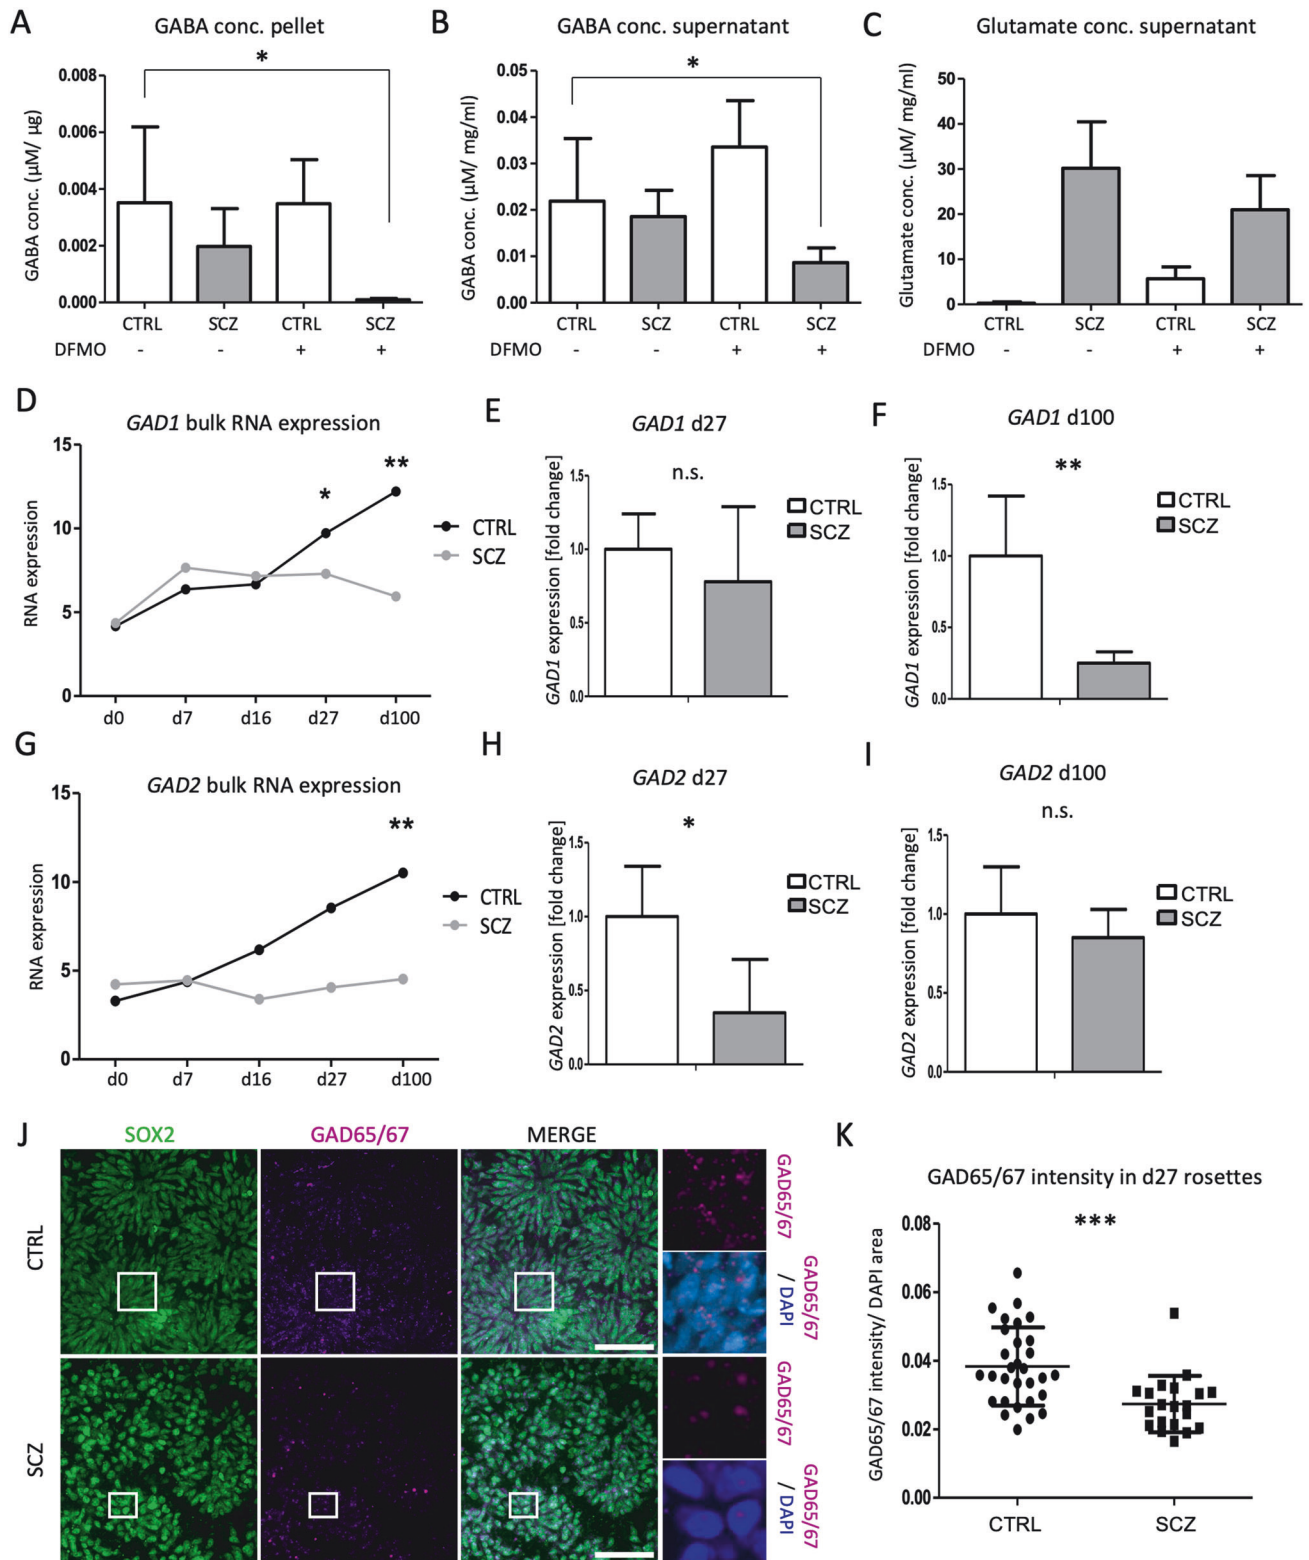 A
GABA conc. pellet
*
GABA conc. (µM/ µg)
0.008
0.006
0.004
0.002
0.000
CTRL SCZ CTRL SCZ
DFMO - - + +
B
GABA conc. supernatant
*
GABA conc. (µM/ mg/ml)
0.05
0.04
0.03
0.02
0.01
0.00
CTRL SCZ CTRL SCZ
DFMO - - + +
C
Glutamate conc. supernatant
Glutamate conc. (µM/ mg/ml)
50
40
30
20
10
0
CTRL SCZ CTRL SCZ
DFMO - - + +
D
GAD1 bulk RNA expression
RNA expression
15
10
5
0
* **
d0 d7 d16 d27 d100
CTRL
SCZ
E
GAD1 d27
n.s.
GAD1 expression [fold change]
1.5
1.0
0.5
0.0
CTRL
SCZ
F
GAD1 d100
**
GAD1 expression [fold change]
1.5
1.0
0.5
0.0
CTRL
SCZ
G
GAD2 bulk RNA expression
RNA expression
15
10
5
0
**
d0 d7 d16 d27 d100
CTRL
SCZ
H
GAD2 d27
*
GAD2 expression [fold change]
1.5
1.0
0.5
0.0
CTRL
SCZ
I
GAD2 d100
n.s.
GAD2 expression [fold change]
1.5
1.0
0.5
0.0
CTRL
SCZ
J
SOX2 GAD65/67 MERGE
CTRL
GAD65/67
GAD65/67
/ DAPI
SCZ
GAD65/67
GAD65/67
/ DAPI
K
GAD65/67 intensity in d27 rosettes
***
GAD65/67 intensity/ DAPI area
0.08
0.06
0.04
0.02
0.00
CTRL SCZ